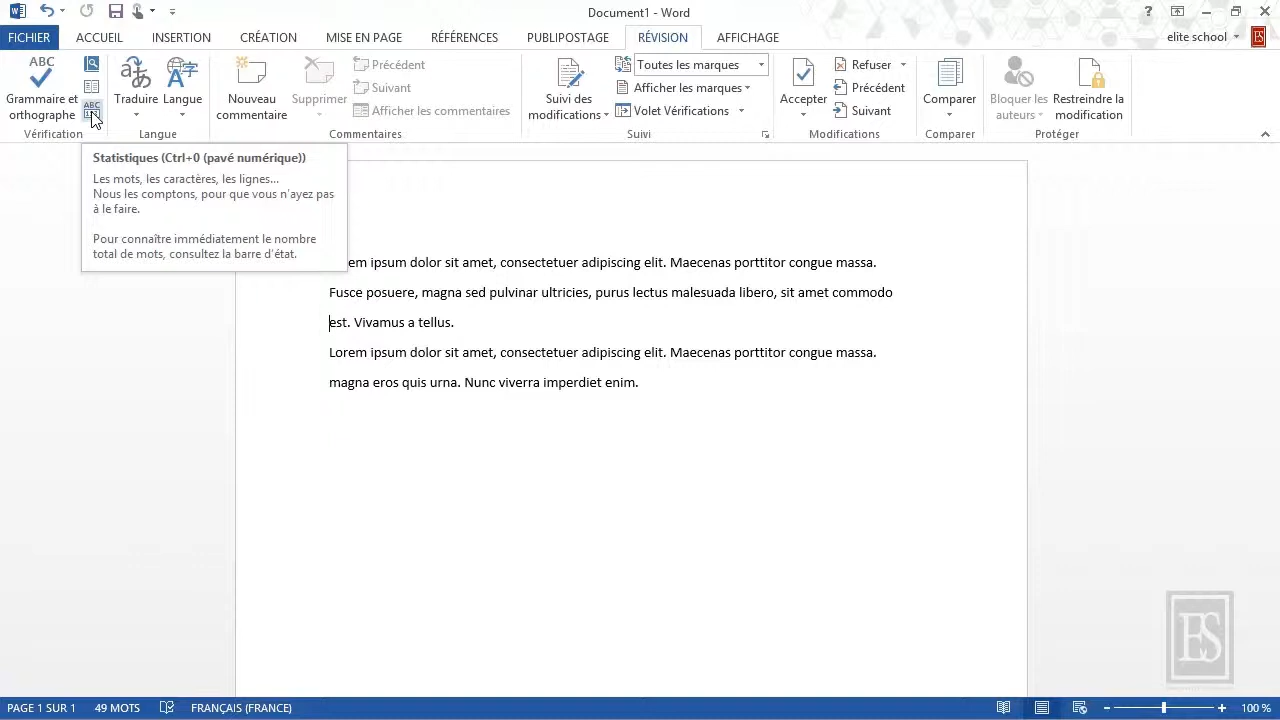 Document1 - Word
?
FICHIER ACCUEIL INSERTION CRÉATION MISE EN PAGE RÉFÉRENCES PUBLIPOSTAGE RÉVISION AFFICHAGE elite school ES
ABC
Grammaire et
orthographe
ABC
123
Traduire
Langue
Nouveau
commentaire
Supprimer
Précédent
Suivant
Afficher les commentaires
Suivi des
modifications
Toutes les marques
Afficher les marques
Volet Vérifications
Accepter
Refuser
Précédent
Suivant
Comparer
Bloquer les
auteurs
Restreindre la
modification
Vérification Langue Commentaires Suivi Modifications Comparer Protéger
Statistiques (Ctrl+0 (pavé numérique))
Les mots, les caractères, les lignes...
Nous les comptons, pour que vous n'ayez pas
à le faire.
Pour connaître immédiatement le nombre
total de mots, consultez la barre d'état.
em ipsum dolor sit amet, consectetuer adipiscing elit. Maecenas porttitor congue massa.
Fusce posuere, magna sed pulvinar ultricies, purus lectus malesuada libero, sit amet commodo
est. Vivamus a tellus.
Lorem ipsum dolor sit amet, consectetuer adipiscing elit. Maecenas porttitor congue massa.
magna eros quis urna. Nunc viverra imperdiet enim.
ES
PAGE 1 SUR 1 49 MOTS FRANÇAIS (FRANCE) 100 %